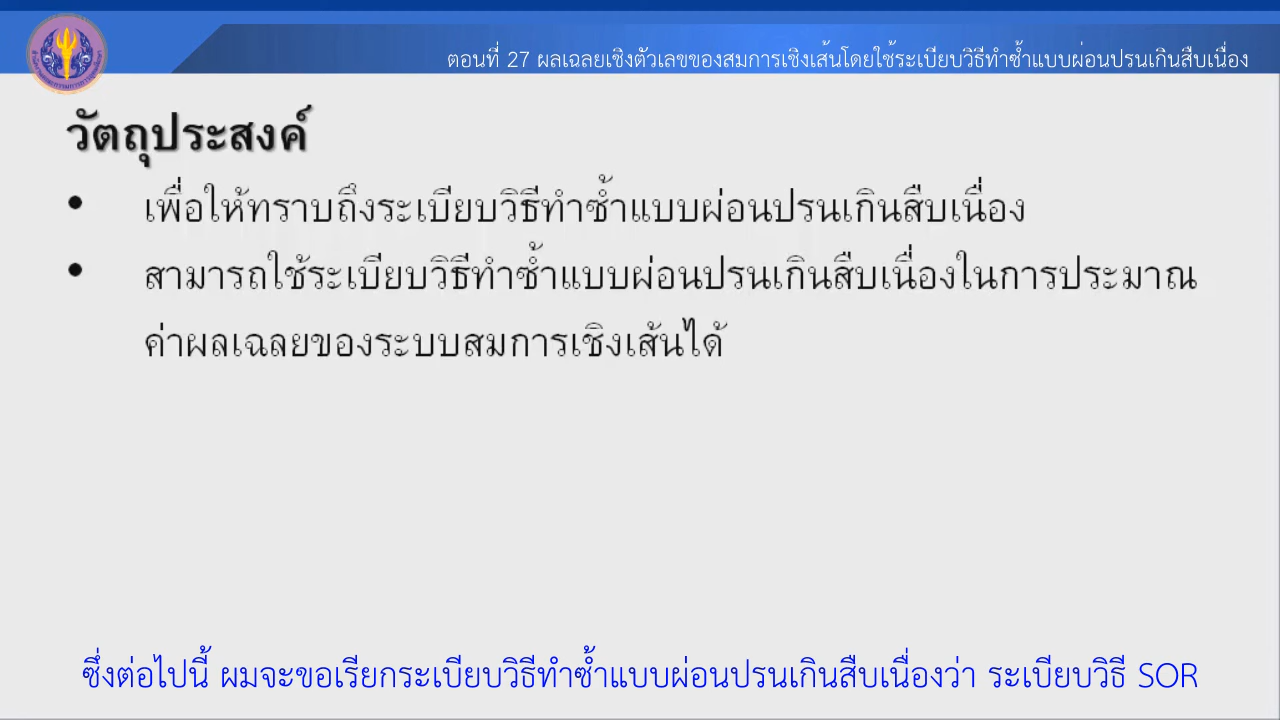 ตอนที่ 27 ผลเฉลยเชิงตัวเลขของสมการเชิงเส้นโดยใช้ระเบียบวิธีทำซ้ำแบบผ่อนปรนเกินสืบเนื่อง
วัตถุประสงค์
• เพื่อให้ทราบถึงระเบียบวิธีทำซ้ำแบบผ่อนปรนเกินสืบเนื่อง
• สามารถใช้ระเบียบวิธีทำซ้ำแบบผ่อนปรนเกินสืบเนื่องในการประมาณ
ค่าผลเฉลยของระบบสมการเชิงเส้นได้
ซึ่งต่อไปนี้ ผมจะขอเรียกระเบียบวิธีทำซ้ำแบบผ่อนปรนเกินสืบเนื่องว่า ระเบียบวิธี SOR